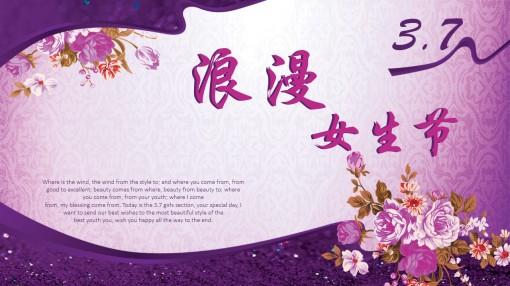 3.7
浪漫
女生节
Where is the wind, the wind from the style to; and where you come from, from
good to excellent; beauty comes from where, beauty from beauty to; where
you come from, from your youth; where I come
from, my blessing come from. Today is the 3.7 girls section, your special day, I
want to send our best wishes to the most beautiful style of the
best youth you, wish you happy all the way to the end.